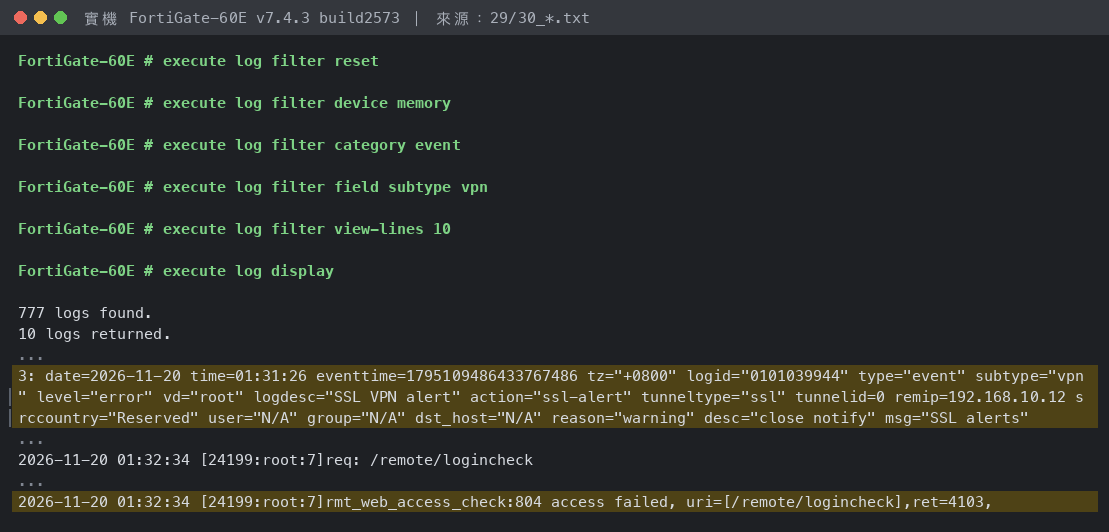 實機 FortiGate-60E v7.4.3 build2573 | 來源：29/30_*.txt
FortiGate-60E # execute log filter reset
FortiGate-60E # execute log filter device memory
FortiGate-60E # execute log filter category event
FortiGate-60E # execute log filter field subtype vpn
FortiGate-60E # execute log filter view-lines 10
FortiGate-60E # execute log display
777 logs found.
10 logs returned.
...
3: date=2026-11-20 time=01:31:26 eventtime=1795109486433767486 tz="+0800" logid="0101039944" type="event" subtype="vpn
" level="error" vd="root" logdesc="SSL VPN alert" action="ssl-alert" tunneltype="ssl" tunnelid=0 remip=192.168.10.12 s
rccountry="Reserved" user="N/A" group="N/A" dst_host="N/A" reason="warning" desc="close notify" msg="SSL alerts"
...
2026-11-20 01:32:34 [24199:root:7]req: /remote/logincheck
...
2026-11-20 01:32:34 [24199:root:7]rmt_web_access_check:804 access failed, uri=[/remote/logincheck],ret=4103,